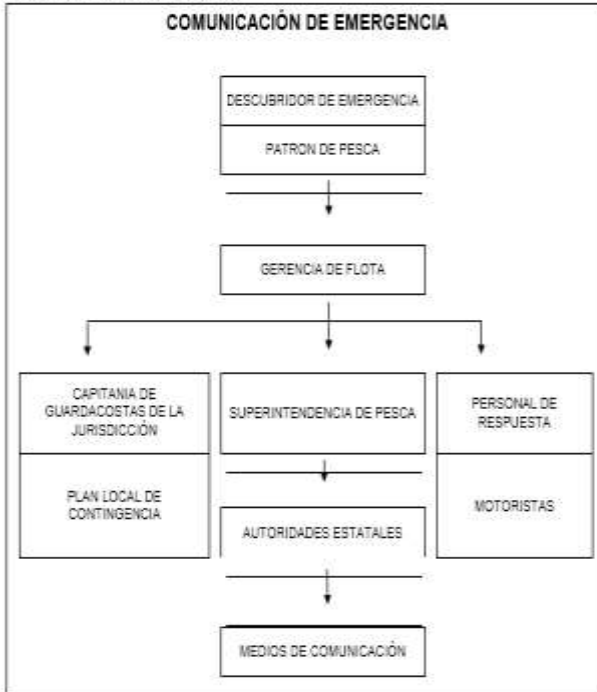 COMUNICACIÓN DE EMERGENCIA
DESCUBRIDOR DE EMERGENCIA
PATRON DE PESCA
GERENCIA DE FLOTA
CAPITANIA DE
GUARDACOSTAS DE LA
JURISDICCIÓN
PLAN LOCAL DE
CONTINGENCIA
SUPERINTENDENCIA DE PESCA
AUTORIDADES ESTATALES
MEDIOS DE COMUNICACIÓN
PERSONAL DE
RESPUESTA
MOTORISTAS